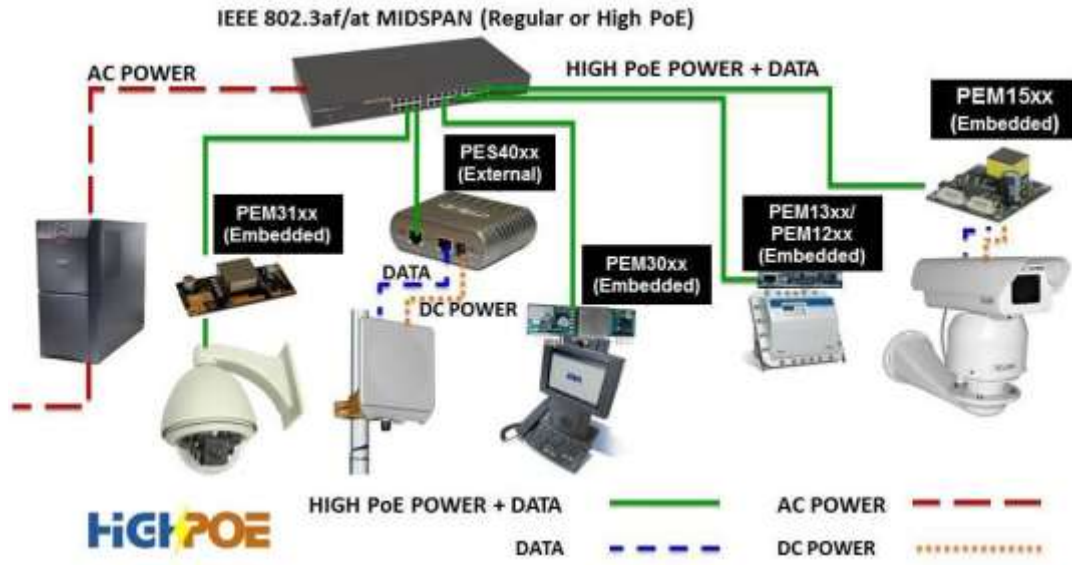 IEEE 802.3af/at MIDSPAN (Regular or High PoE)
AC POWER
HIGH PoE POWER + DATA
PEM15xx
(Embedded)
PES40xx
(External)
PEM31xx
(Embedded)
PEM13xx/
PEM12xx
(Embedded)
PEM30xx
(Embedded)
DATA
DC POWER
HIGH PoE POWER + DATA
AC POWER
HiGHPOE
DATA
DC POWER